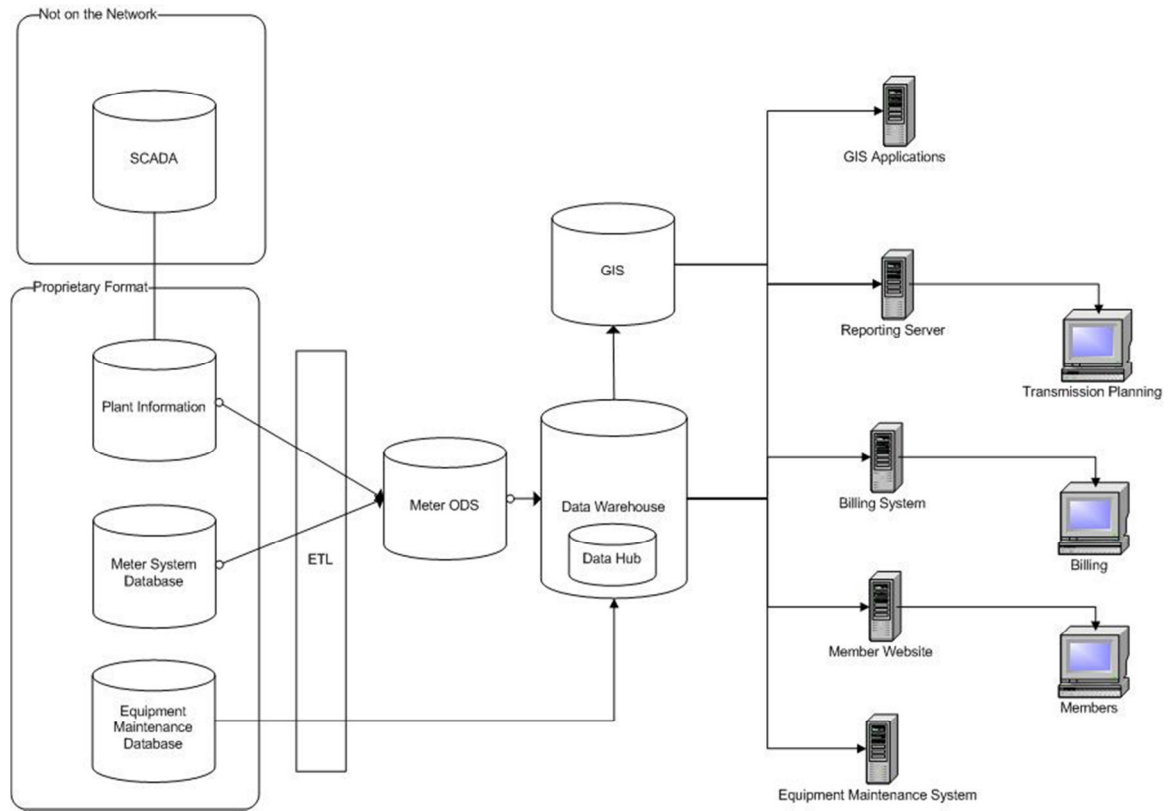 Not on the Network
SCADA
Proprietary Format
Plant Information
Meter System
Database
Equipment
Maintenance
Database
ETL
Meter ODS
GIS
Data Warehouse
Data Hub
GIS Applications
Reporting Server
Transmission Planning
Billing System
Billing
Member Website
Members
Equipment Maintenance System